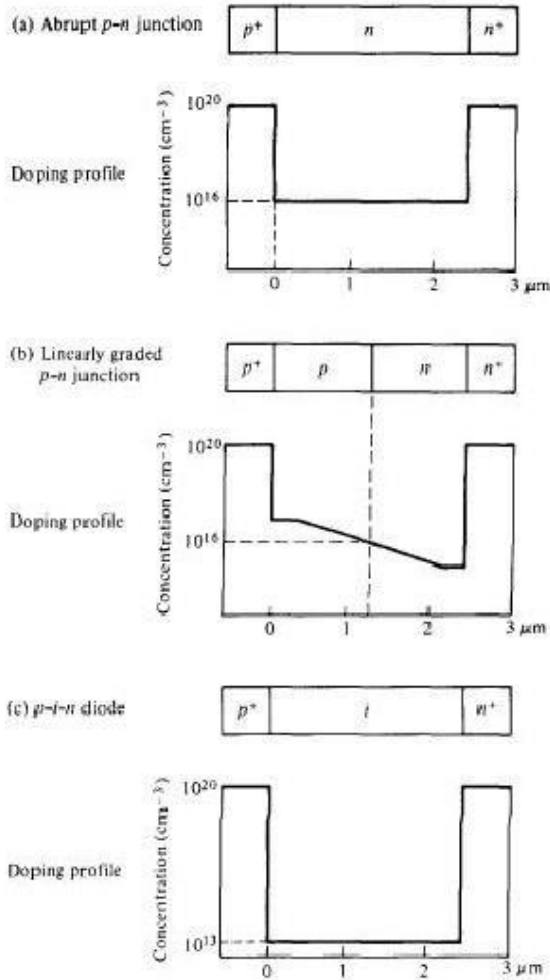 (a) Abrupt p-n junction
p⁺ n n⁺
10²⁰
Concentration (cm⁻³)
Doping profile
10¹⁶
0 1 2 3 μm
(b) Linearly graded
p-n junction
p⁺ p n n⁺
10²⁰
Concentration (cm⁻³)
Doping profile
10¹⁶
0 1 2 3 μm
(c) p-i-n diode
p⁺ i n⁺
10²⁰
Concentration (cm⁻³)
Doping profile
10¹³
0 1 2 3 μm